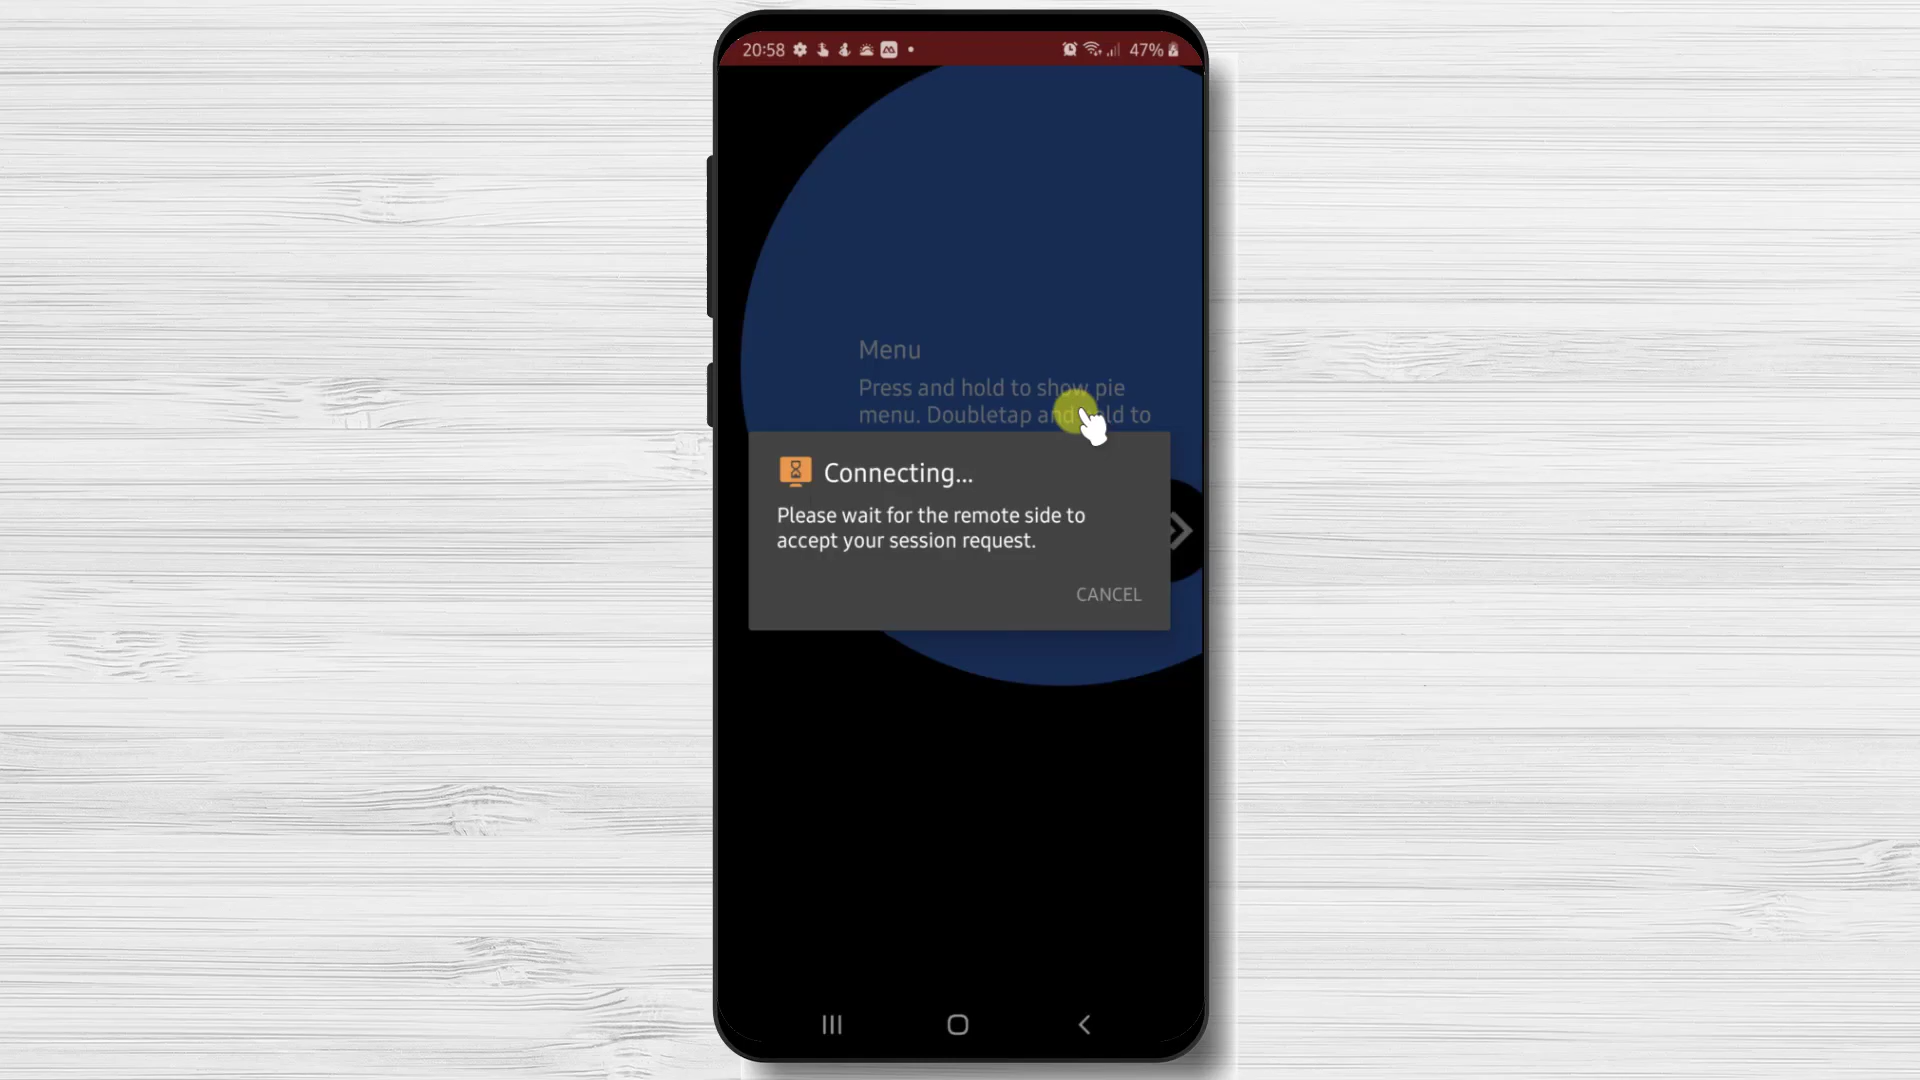 20:58 47%
Menu
Press and hold to show pie
menu. Doubletap and hold to
Connecting...
Please wait for the remote side to
accept your session request.
CANCEL